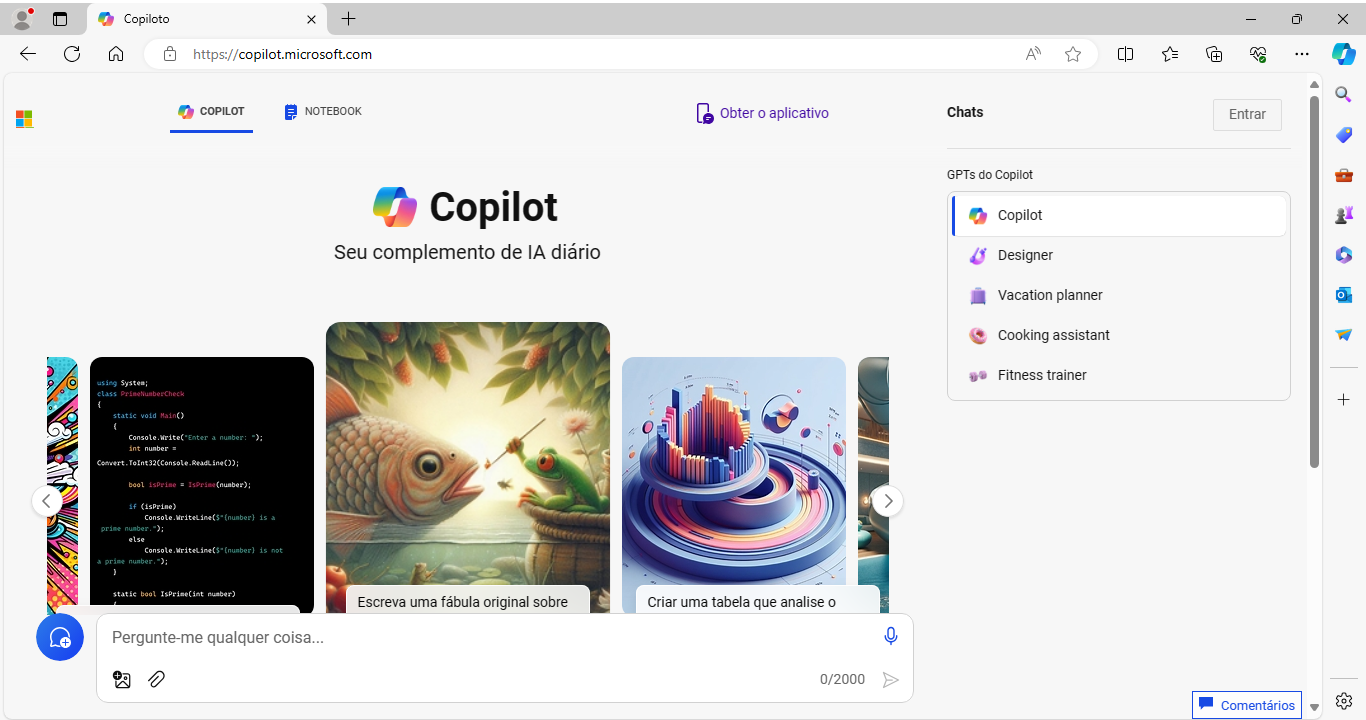 Copiloto
https://copilot.microsoft.com
COPILOT
NOTEBOOK
Obter o aplicativo
Copilot
Seu complemento de IA diário
using System;
class PrimeNumberCheck
{
static void Main()
{
Console.Write("Enter a number: ");
int number =
Convert.ToInt32(Console.ReadLine());
bool isPrime = IsPrime(number);
if (isPrime)
Console.WriteLine($"{number} is a
prime number.");
else
Console.WriteLine($"{number} is not
a prime number.");
}
static bool IsPrime(int number)
{
Escreva uma fábula original sobre
Criar uma tabela que analise o
Pergunte-me qualquer coisa...
0/2000
Chats
Entrar
GPTs do Copilot
Copilot
Designer
Vacation planner
Cooking assistant
Fitness trainer
Comentários